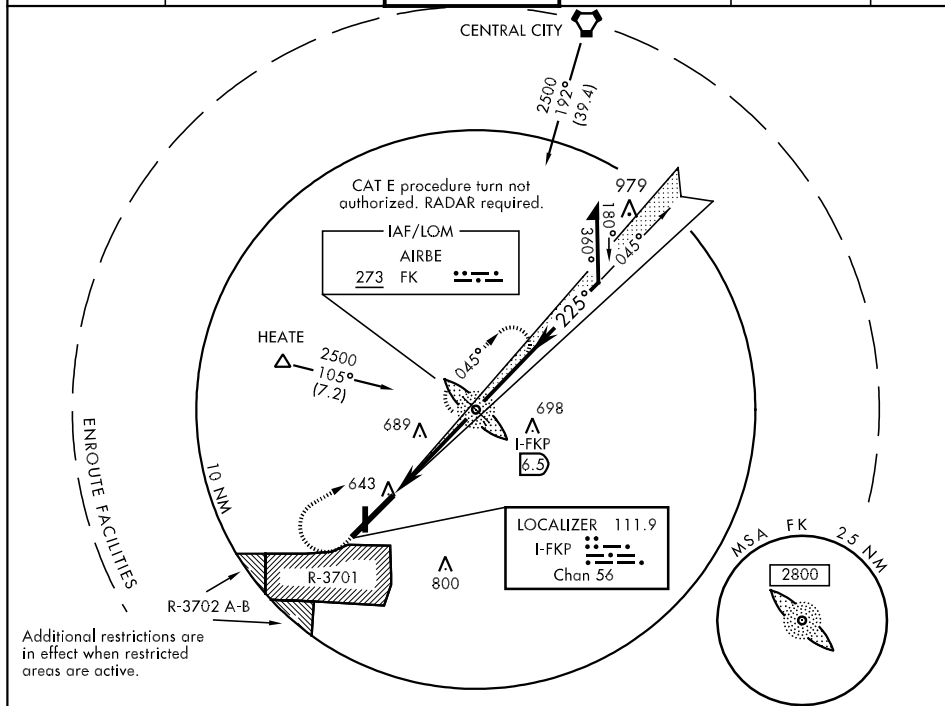 CENTRAL CITY
2500
192°
(39.4)
CAT E procedure turn not
authorized. RADAR required.
979
IAF/LOM
AIRBE
273 FK
180°
360°
045°
225°
HEATE
2500
105°
(7.2)
045°
689
698
I-FKP
6.5
ENROUTE FACILITIES
10 NM
643
LOCALIZER 111.9
I-FKP
Chan 56
R-3701
800
R-3702 A-B
Additional restrictions are
in effect when restricted
areas are active.
MSA FK 25 NM
2800